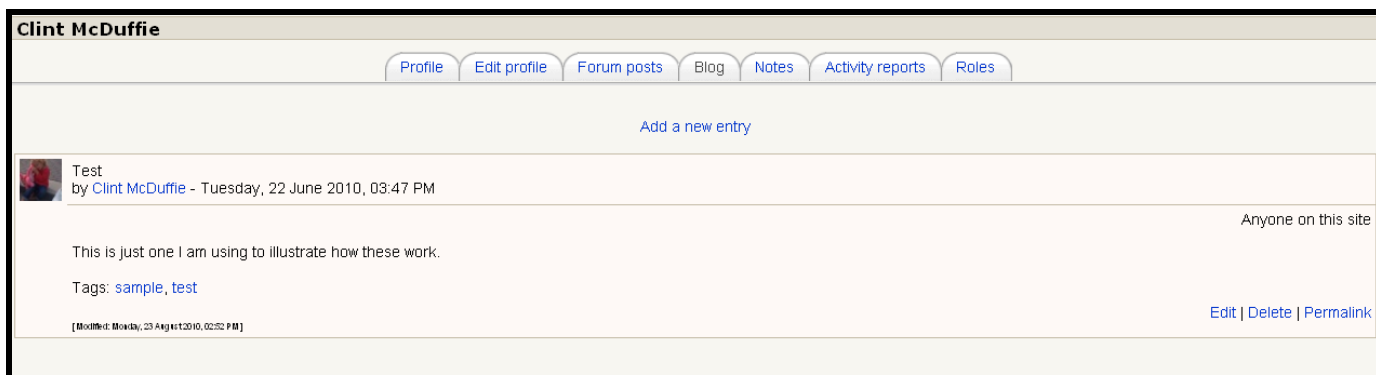 Clint McDuffie
Profile Edit profile Forum posts Blog Notes Activity reports Roles
Add a new entry
Test
by Clint McDuffie - Tuesday, 22 June 2010, 03:47 PM
Anyone on this site
This is just one I am using to illustrate how these work.
Tags: sample, test
Edit | Delete | Permalink
[Modified: Monday, 23 August 2010, 02:52 PM]